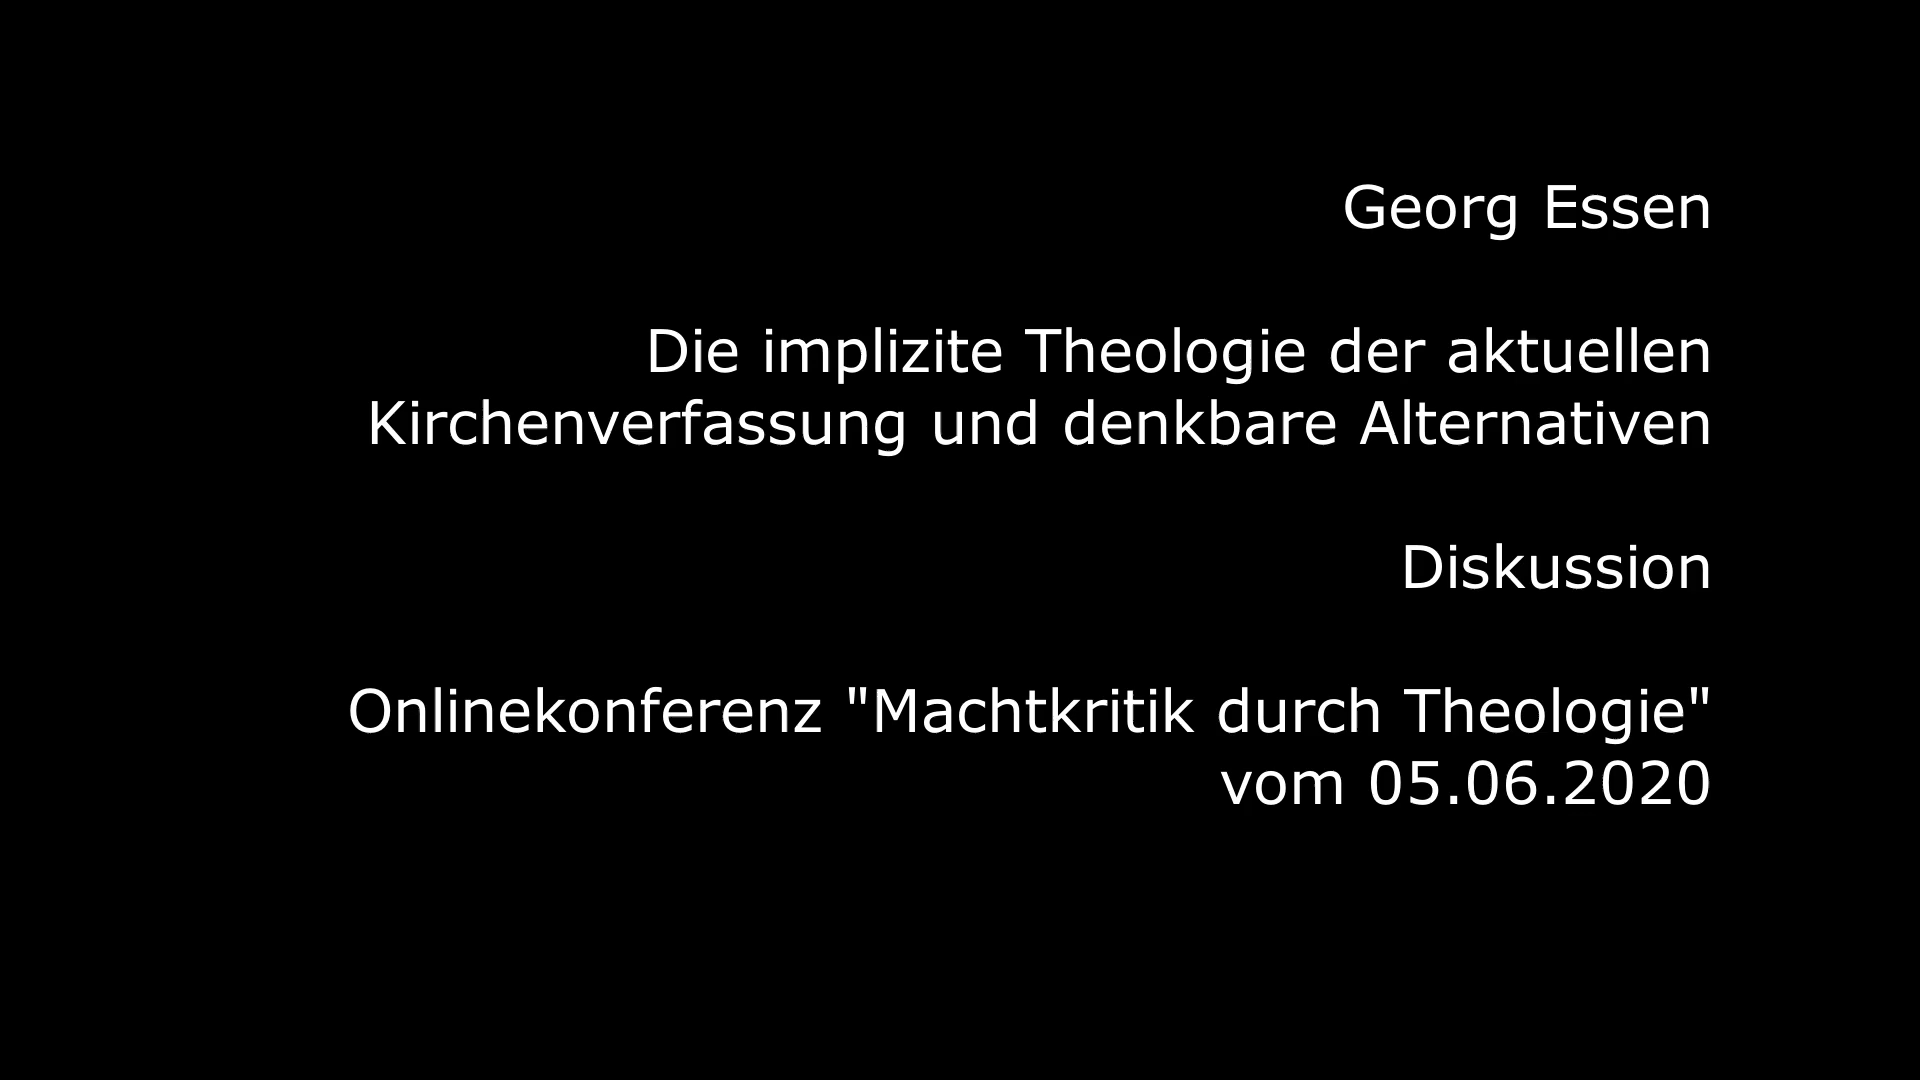 Georg Essen
Die implizite Theologie der aktuellen
Kirchenverfassung und denkbare Alternativen
Diskussion
Onlinekonferenz "Machtkritik durch Theologie"
vom 05.06.2020